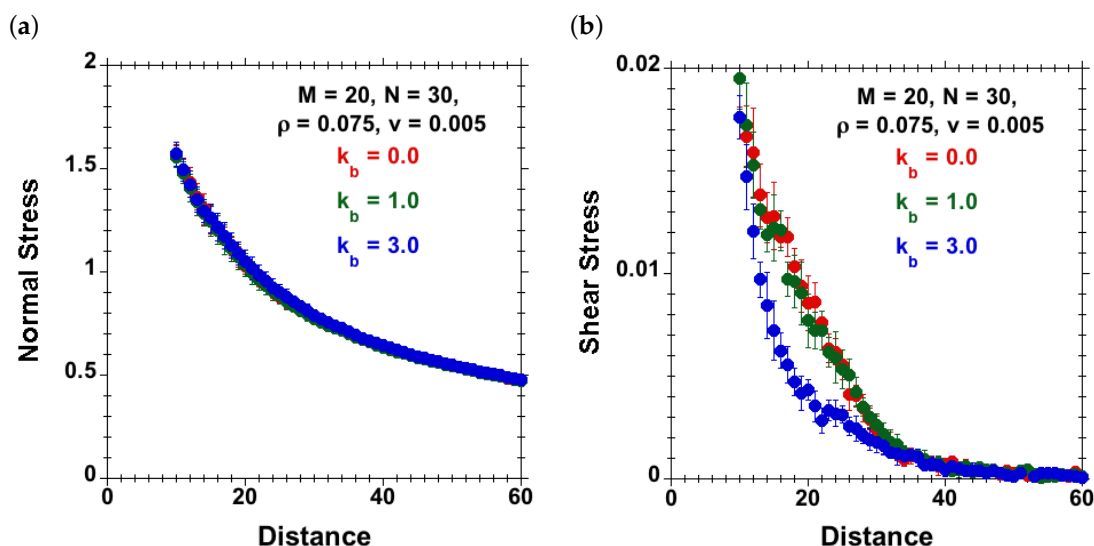 (a)
2
1.5
1
0.5
0
0
20
40
60
Normal Stress
Distance
M = 20, N = 30,
ρ = 0.075, v = 0.005
k_b = 0.0
k_b = 1.0
k_b = 3.0
(b)
0.02
0.01
0
0
20
40
60
Shear Stress
Distance
M = 20, N = 30,
ρ = 0.075, v = 0.005
k_b = 0.0
k_b = 1.0
k_b = 3.0